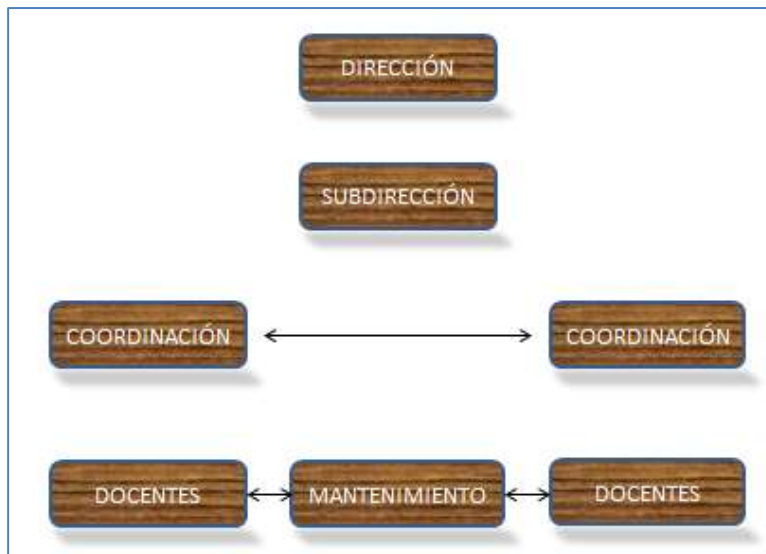 DIRECCIÓN
SUBDIRECCIÓN
COORDINACIÓN
COORDINACIÓN
DOCENTES
MANTENIMIENTO
DOCENTES